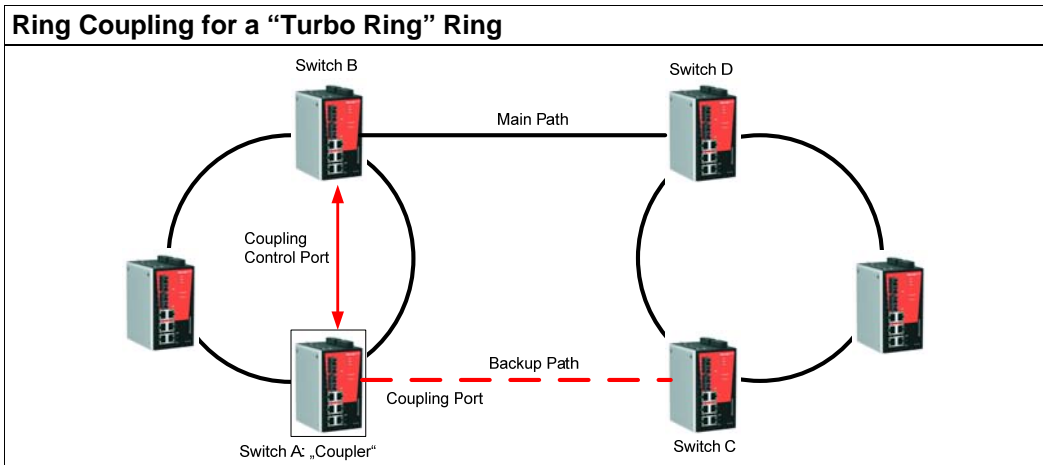 Ring Coupling for a “Turbo Ring” Ring
Switch B
Switch D
Main Path
Coupling
Control Port
Backup Path
Coupling Port
Switch A: „Coupler“
Switch C